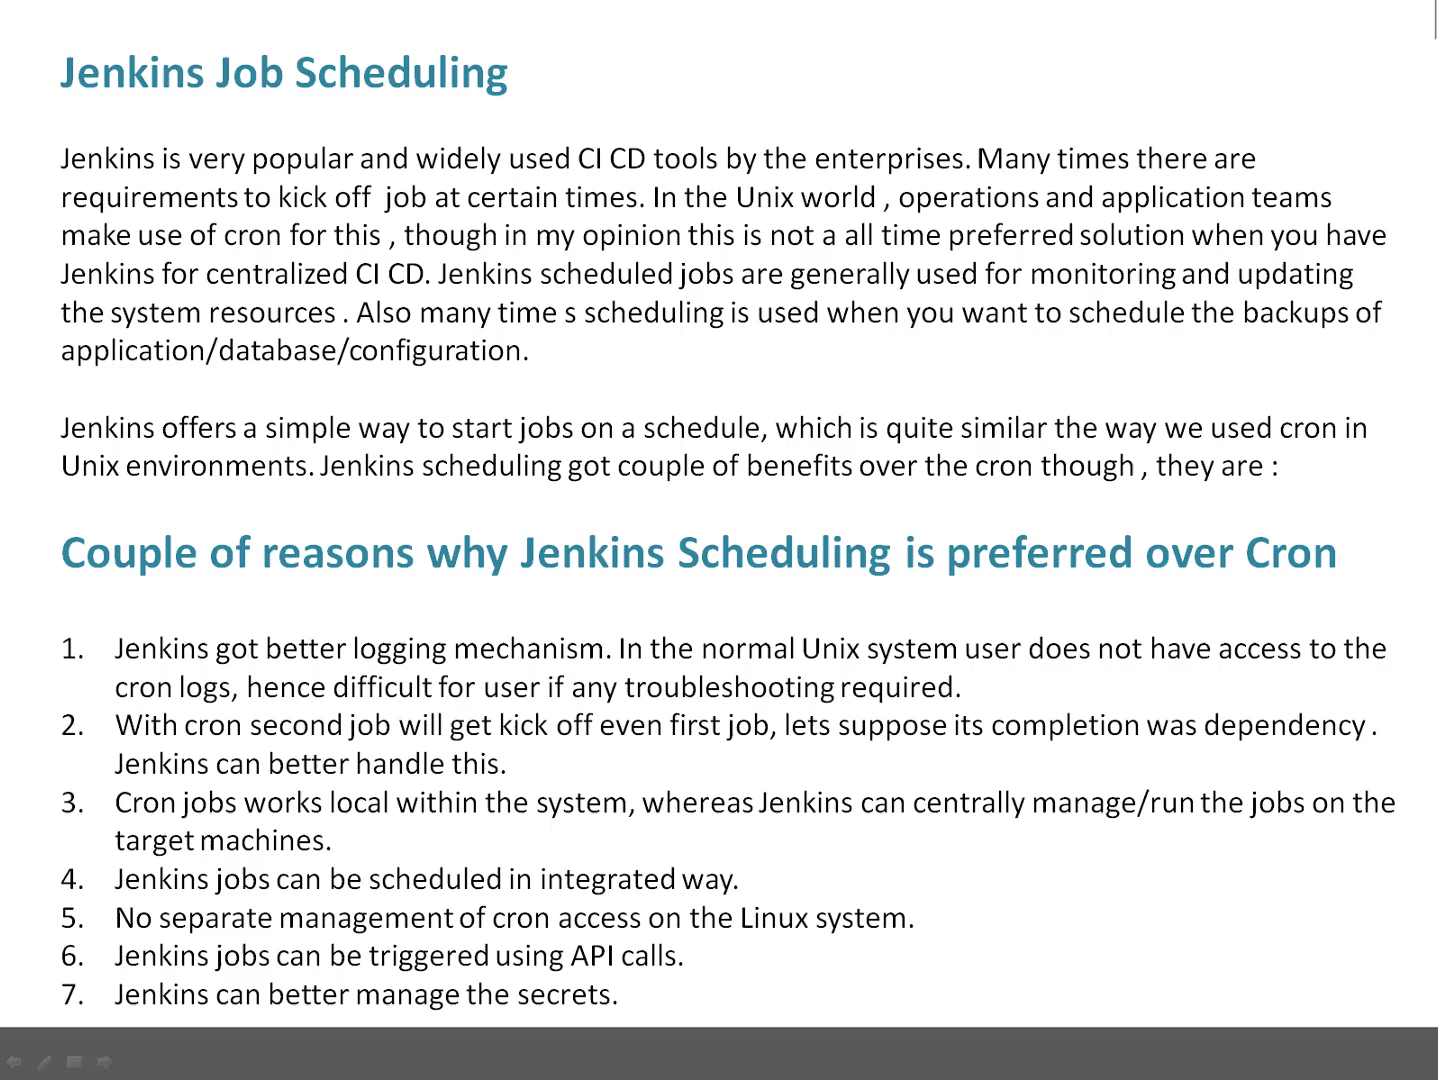 Jenkins Job Scheduling
Jenkins is very popular and widely used CI CD tools by the enterprises. Many times there are
requirements to kick off  job at certain times. In the Unix world , operations and application teams
make use of cron for this , though in my opinion this is not a all time preferred solution when you have
Jenkins for centralized CI CD. Jenkins scheduled jobs are generally used for monitoring and updating
the system resources . Also many time s scheduling is used when you want to schedule the backups of
application/database/configuration.
Jenkins offers a simple way to start jobs on a schedule, which is quite similar the way we used cron in
Unix environments. Jenkins scheduling got couple of benefits over the cron though , they are :
Couple of reasons why Jenkins Scheduling is preferred over Cron
1. Jenkins got better logging mechanism. In the normal Unix system user does not have access to the
cron logs, hence difficult for user if any troubleshooting required.
2. With cron second job will get kick off even first job, lets suppose its completion was dependency .
Jenkins can better handle this.
3. Cron jobs works local within the system, whereas Jenkins can centrally manage/run the jobs on the
target machines.
4. Jenkins jobs can be scheduled in integrated way.
5. No separate management of cron access on the Linux system.
6. Jenkins jobs can be triggered using API calls.
7. Jenkins can better manage the secrets.